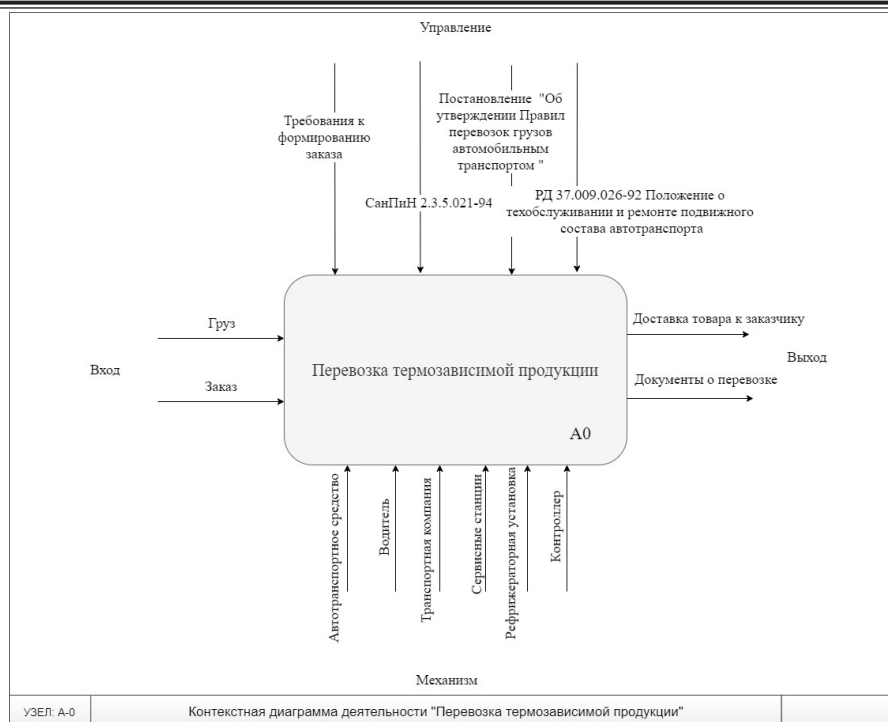 Управление
Требования к
формированию
заказа
СанПиН 2.3.5.021-94
Постановление "Об
утверждении Правил
перевозок грузов
автомобильным
транспортом "
РД 37.009.026-92 Положение о
техобслуживании и ремонте подвижного
состава автотранспорта
Вход
Груз
Заказ
Перевозка термозависимой продукции
A0
Доставка товара к заказчику
Документы о перевозке
Выход
Автотранспортное средство
Водитель
Транспортная компания
Сервисные станции
Рефрижераторная установка
Контроллер
Механизм
УЗЕЛ: A-0
Контекстная диаграмма деятельности "Перевозка термозависимой продукции"